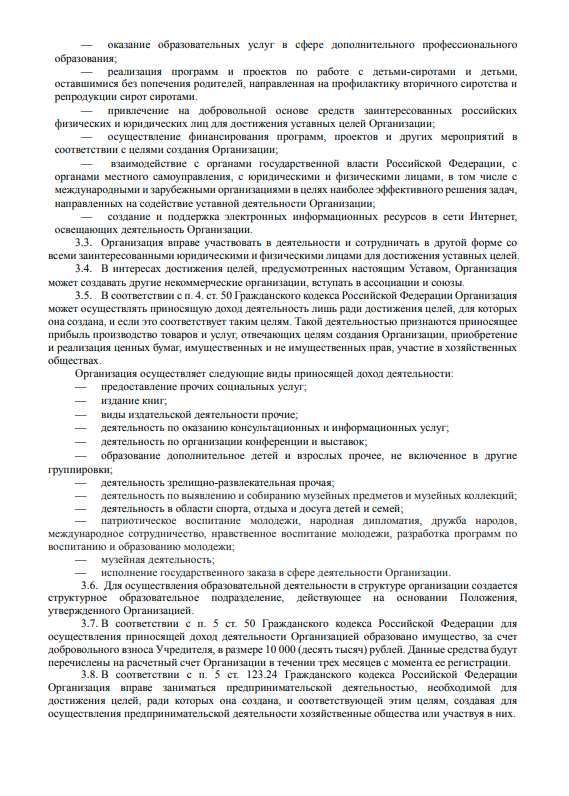 — оказание образовательных услуг в сфере дополнительного профессионального
образования;
— реализация программ и проектов по работе с детьми-сиротами и детьми,
оставшимися без попечения родителей, направленная на профилактику вторичного сиротства и
репродукции сирот сиротами.
— привлечение на добровольной основе средств заинтересованных российских
физических и юридических лиц для достижения уставных целей Организации;
— осуществление финансирования программ, проектов и других мероприятий в
соответствии с целями создания Организации;
— взаимодействие с органами государственной власти Российской Федерации, с
органами местного самоуправления, с юридическими и физическими лицами, в том числе с
международными и зарубежными организациями в целях наиболее эффективного решения задач,
направленных на содействие уставной деятельности Организации;
— создание и поддержка электронных информационных ресурсов в сети Интернет,
освещающих деятельность Организации.
3.3. Организация вправе участвовать в деятельности и сотрудничать в другой форме со
всеми заинтересованными юридическими и физическими лицами для достижения уставных целей.
3.4. В интересах достижения целей, предусмотренных настоящим Уставом, Организация
может создавать другие некоммерческие организации, вступать в ассоциации и союзы.
3.5. В соответствии с п. 4. ст. 50 Гражданского кодекса Российской Федерации Организация
может осуществлять приносящую доход деятельность лишь ради достижения целей, для которых
она создана, и если это соответствует таким целям. Такой деятельностью признаются приносящее
прибыль производство товаров и услуг, отвечающих целям создания Организации, приобретение
и реализация ценных бумаг, имущественных и не имущественных прав, участие в хозяйственных
обществах.
Организация осуществляет следующие виды приносящей доход деятельности:
— предоставление прочих социальных услуг;
— издание книг;
— виды издательской деятельности прочие;
— деятельность по оказанию консультационных и информационных услуг;
— деятельность по организации конференции и выставок;
— образование дополнительное детей и взрослых прочее, не включенное в другие
группировки;
— деятельность зрелищно-развлекательная прочая;
— деятельность по выявлению и собиранию музейных предметов и музейных коллекций;
— деятельность в области спорта, отдыха и досуга детей и семей;
— патриотическое воспитание молодежи, народная дипломатия, дружба народов,
международное сотрудничество, нравственное воспитание молодежи, разработка программ по
воспитанию и образованию молодежи;
— музейная деятельность;
— исполнение государственного заказа в сфере деятельности Организации.
3.6. Для осуществления образовательной деятельности в структуре организации создается
структурное образовательное подразделение, действующее на основании Положения,
утвержденного Организацией.
3.7. В соответствии с п. 5 ст. 50 Гражданского кодекса Российской Федерации для
осуществления приносящей доход деятельности Организацией образовано имущество, за счет
добровольного взноса Учредителя, в размере 10 000 (десять тысяч) рублей. Данные средства будут
перечислены на расчетный счет Организации в течении трех месяцев с момента ее регистрации.
3.8. В соответствии с п. 5 ст. 123.24 Гражданского кодекса Российской Федерации
Организация вправе заниматься предпринимательской деятельностью, необходимой для
достижения целей, ради которых она создана, и соответствующей этим целям, создавая для
осуществления предпринимательской деятельности хозяйственные общества или участвуя в них.